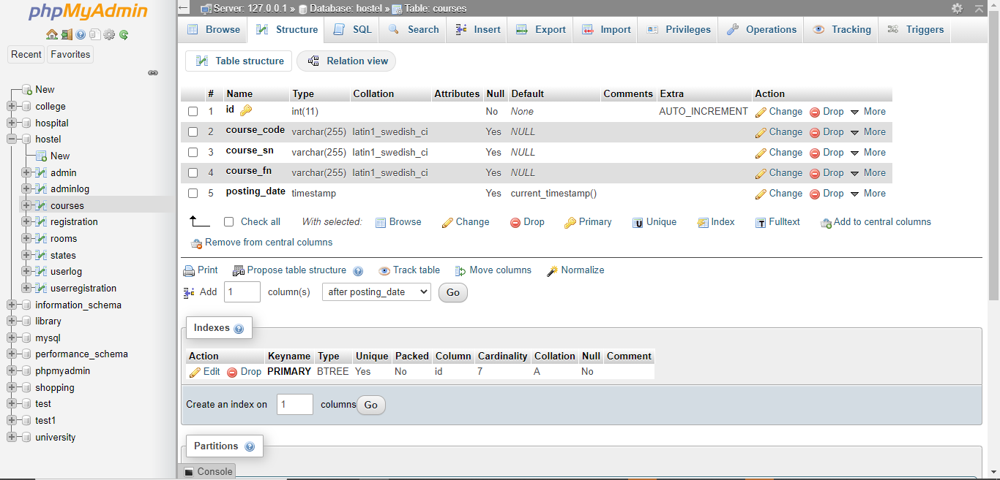 phpMyAdmin
Recent Favorites
New
college
hospital
hostel
New
admin
adminlog
courses
registration
rooms
states
userlog
userregistration
information_schema
library
mysql
performance_schema
phpmyadmin
shopping
test
test1
university
Server: 127.0.0.1 » Database: hostel » Table: courses
Browse Structure SQL Search Insert Export Import Privileges Operations Tracking Triggers
Table structure Relation view
# Name Type Collation Attributes Null Default Comments Extra Action
1 id int(11) No None AUTO_INCREMENT Change Drop More
2 course_code varchar(255) latin1_swedish_ci Yes NULL Change Drop More
3 course_sn varchar(255) latin1_swedish_ci Yes NULL Change Drop More
4 course_fn varchar(255) latin1_swedish_ci Yes NULL Change Drop More
5 posting_date timestamp Yes current_timestamp() Change Drop More
Check all With selected: Browse Change Drop Primary Unique Index Fulltext Add to central columns
Remove from central columns
Print Propose table structure Track table Move columns Normalize
Add 1 column(s) after posting_date Go
Indexes
Action Keyname Type Unique Packed Column Cardinality Collation Null Comment
Edit Drop PRIMARY BTREE Yes No id 7 A No
Create an index on 1 columns Go
Partitions
Console